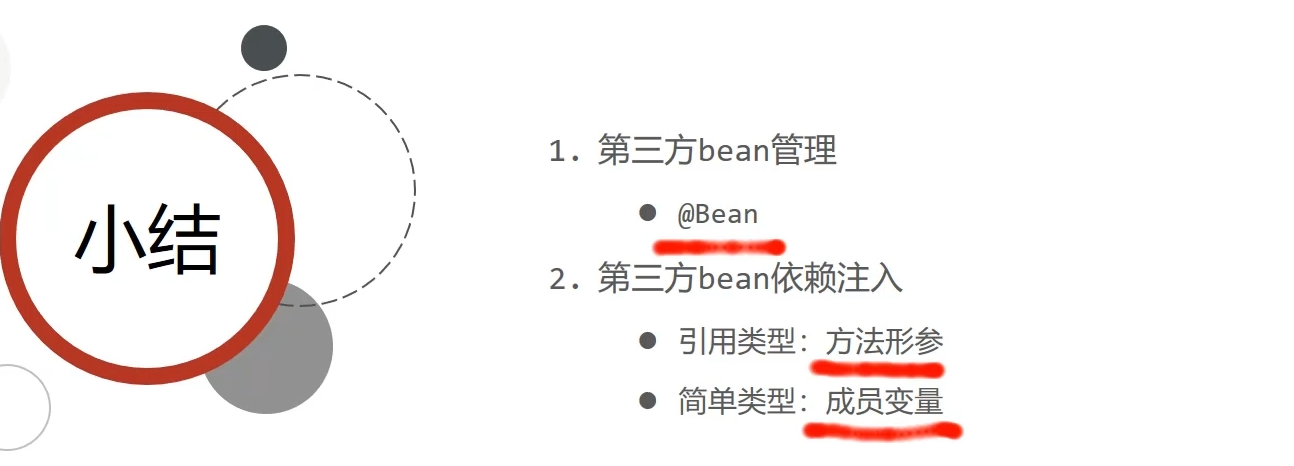 小结
1. 第三方bean管理
● @Bean
2. 第三方bean依赖注入
● 引用类型：方法形参
● 简单类型：成员变量